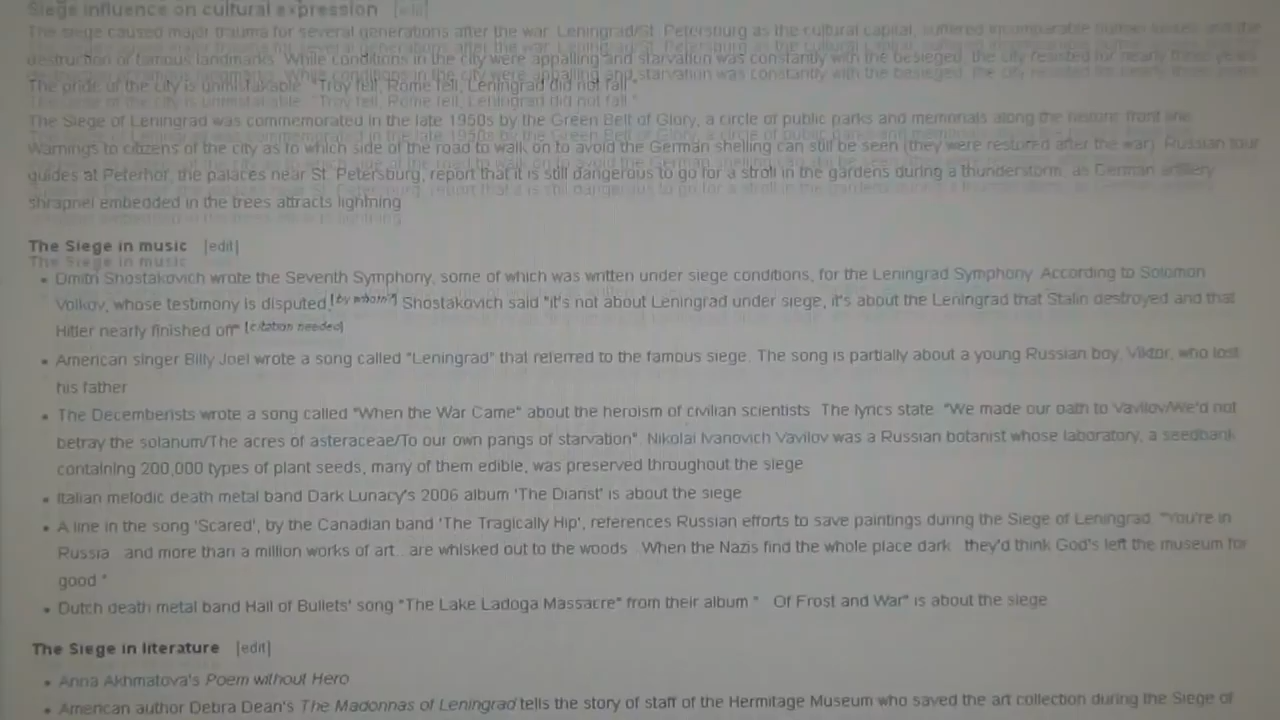 Siege influence on cultural expression [edit]
The siege caused major trauma for several generations after the war. Leningrad/St. Petersburg as the cultural capital, suffered incomparable human losses and the
destruction of famous landmarks. While conditions in the city were appalling and starvation was constantly with the besieged, the city resisted for nearly three years.
The pride of the city is unmistakable: "Troy fell, Rome fell, Leningrad did not fall."
The Siege of Leningrad was commemorated in the late 1950s by the Green Belt of Glory, a circle of public parks and memorials along the historic front line.
Warnings to citizens of the city as to which side of the road to walk on to avoid the German shelling can still be seen (they were restored after the war). Russian tour
guides at Peterhof, the palaces near St. Petersburg, report that it is still dangerous to go for a stroll in the gardens during a thunderstorm, as German artillery
shrapnel embedded in the trees attracts lightning
The Siege in music [edit]
• Dmitri Shostakovich wrote the Seventh Symphony, some of which was written under siege conditions, for the Leningrad Symphony. According to Solomon
Volkov, whose testimony is disputed,[by whom?] Shostakovich said "it's not about Leningrad under siege, it's about the Leningrad that Stalin destroyed and that
Hitler nearly finished off" [citation needed]
• American singer Billy Joel wrote a song called "Leningrad" that referred to the famous siege. The song is partially about a young Russian boy, Viktor, who lost
his father
• The Decemberists wrote a song called "When the War Came" about the heroism of civilian scientists. The lyrics state: "We made our oath to Vavilov/We'd not
betray the solanum/The acres of asteraceae/To our own pangs of starvation". Nikolai Ivanovich Vavilov was a Russian botanist whose laboratory, a seedbank
containing 200,000 types of plant seeds, many of them edible, was preserved throughout the siege
• Italian melodic death metal band Dark Lunacy's 2006 album 'The Diarist' is about the siege
• A line in the song 'Scared', by the Canadian band 'The Tragically Hip', references Russian efforts to save paintings during the Siege of Leningrad. "You're in
Russia... and more than a million works of art... are whisked out to the woods... When the Nazis find the whole place dark... they'd think God's left the museum for
good."
• Dutch death metal band Hail of Bullets' song "The Lake Ladoga Massacre" from their album "...Of Frost and War" is about the siege
The Siege in literature [edit]
• Anna Akhmatova's Poem without Hero
• American author Debra Dean's The Madonnas of Leningrad tells the story of staff of the Hermitage Museum who saved the art collection during the Siege of